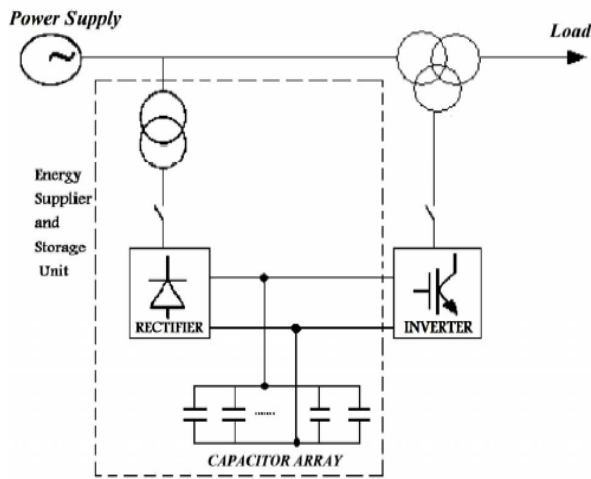 Power Supply
Load
Energy
Supplier
and
Storage
Unit
RECTIFIER
INVERTER
.......
CAPACITOR ARRAY